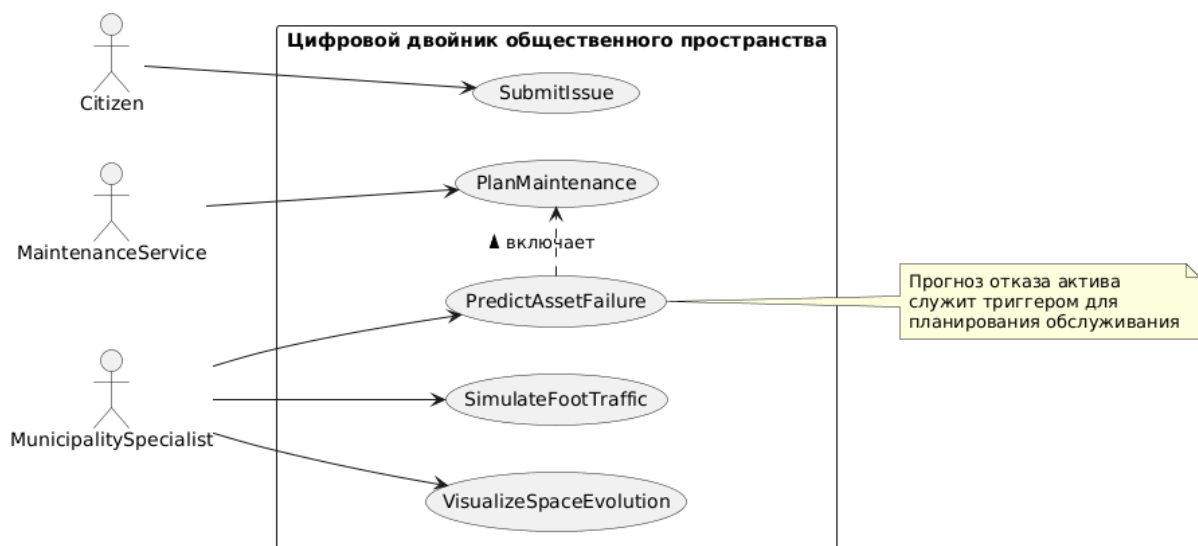 Цифровой двойник общественного пространства
Citizen
SubmitIssue
MaintenanceService
PlanMaintenance
включает
PredictAssetFailure
Прогноз отказа актива
служит триггером для
планирования обслуживания
MunicipalitySpecialist
SimulateFootTraffic
VisualizeSpaceEvolution